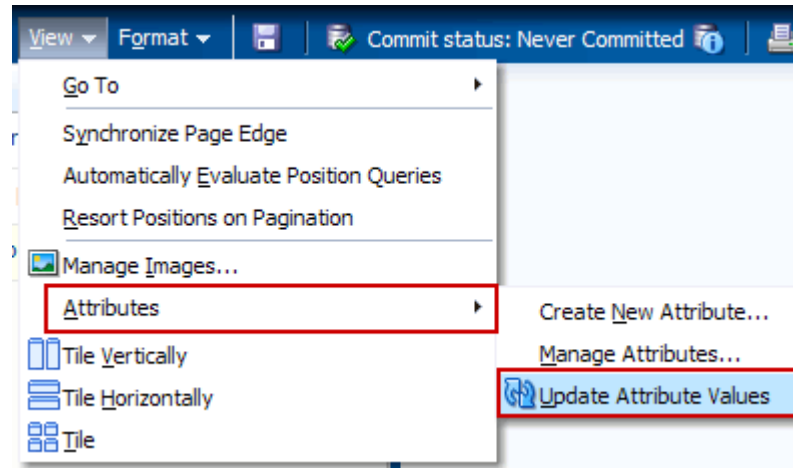 View Format Commit status: Never Committed
Go To
Synchronize Page Edge
Automatically Evaluate Position Queries
Resort Positions on Pagination
Manage Images...
Attributes
Create New Attribute...
Manage Attributes...
Update Attribute Values
Tile Vertically
Tile Horizontally
Tile